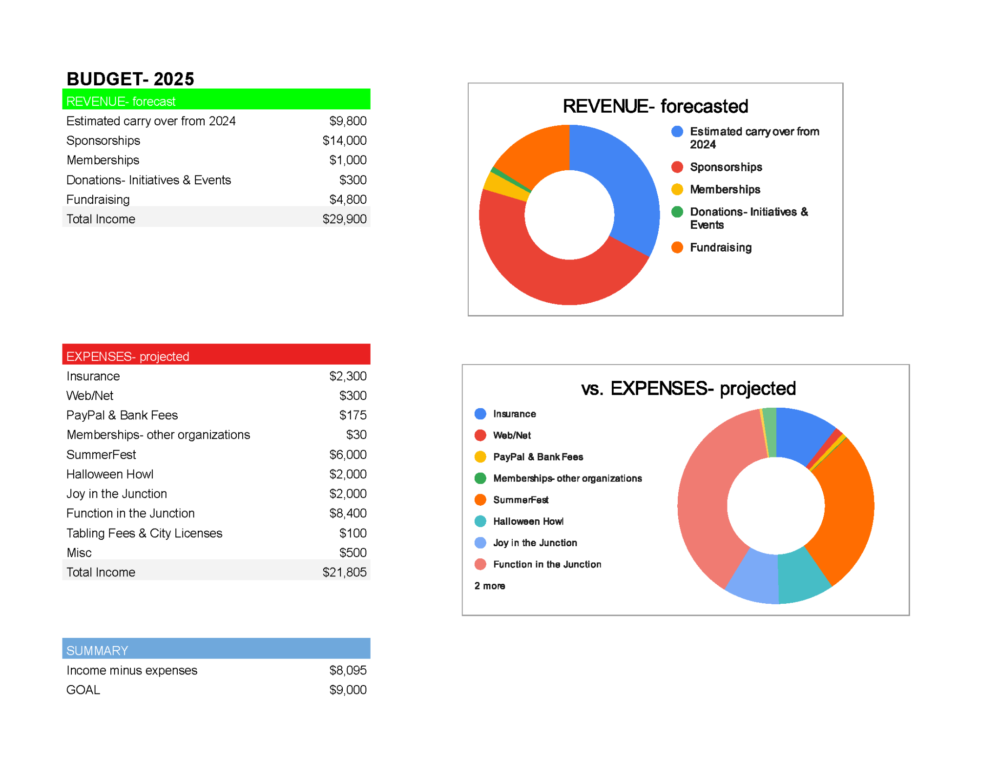 BUDGET- 2025
REVENUE- forecast
Estimated carry over from 2024 $9,800
Sponsorships $14,000
Memberships $1,000
Donations- Initiatives & Events $300
Fundraising $4,800
Total Income $29,900
REVENUE- forecasted
Estimated carry over from
2024
Sponsorships
Memberships
Donations- Initiatives &
Events
Fundraising
EXPENSES- projected
Insurance $2,300
Web/Net $300
PayPal & Bank Fees $175
Memberships- other organizations $30
SummerFest $6,000
Halloween Howl $2,000
Joy in the Junction $2,000
Function in the Junction $8,400
Tabling Fees & City Licenses $100
Misc $500
Total Income $21,805
vs. EXPENSES- projected
Insurance
Web/Net
PayPal & Bank Fees
Memberships- other organizations
SummerFest
Halloween Howl
Joy in the Junction
Function in the Junction
2 more
SUMMARY
Income minus expenses $8,095
GOAL $9,000